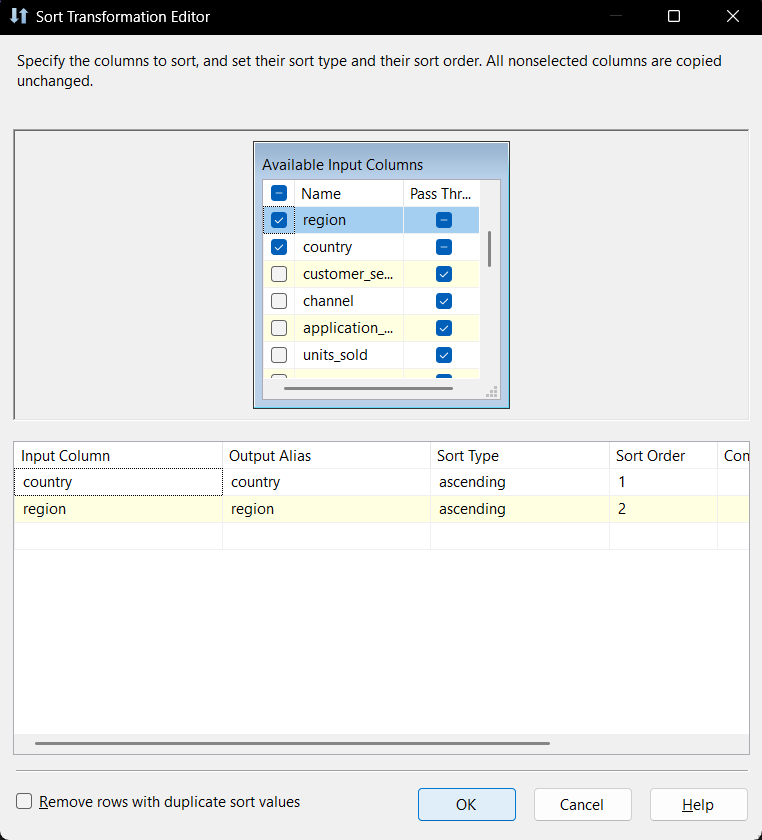 Sort Transformation Editor
Specify the columns to sort, and set their sort type and their sort order. All nonselected columns are copied
unchanged.
Available Input Columns
Name Pass Thr...
region
country
customer_se...
channel
application_...
units_sold
Input Column Output Alias Sort Type Sort Order Con
country country ascending 1
region region ascending 2
Remove rows with duplicate sort values OK Cancel Help